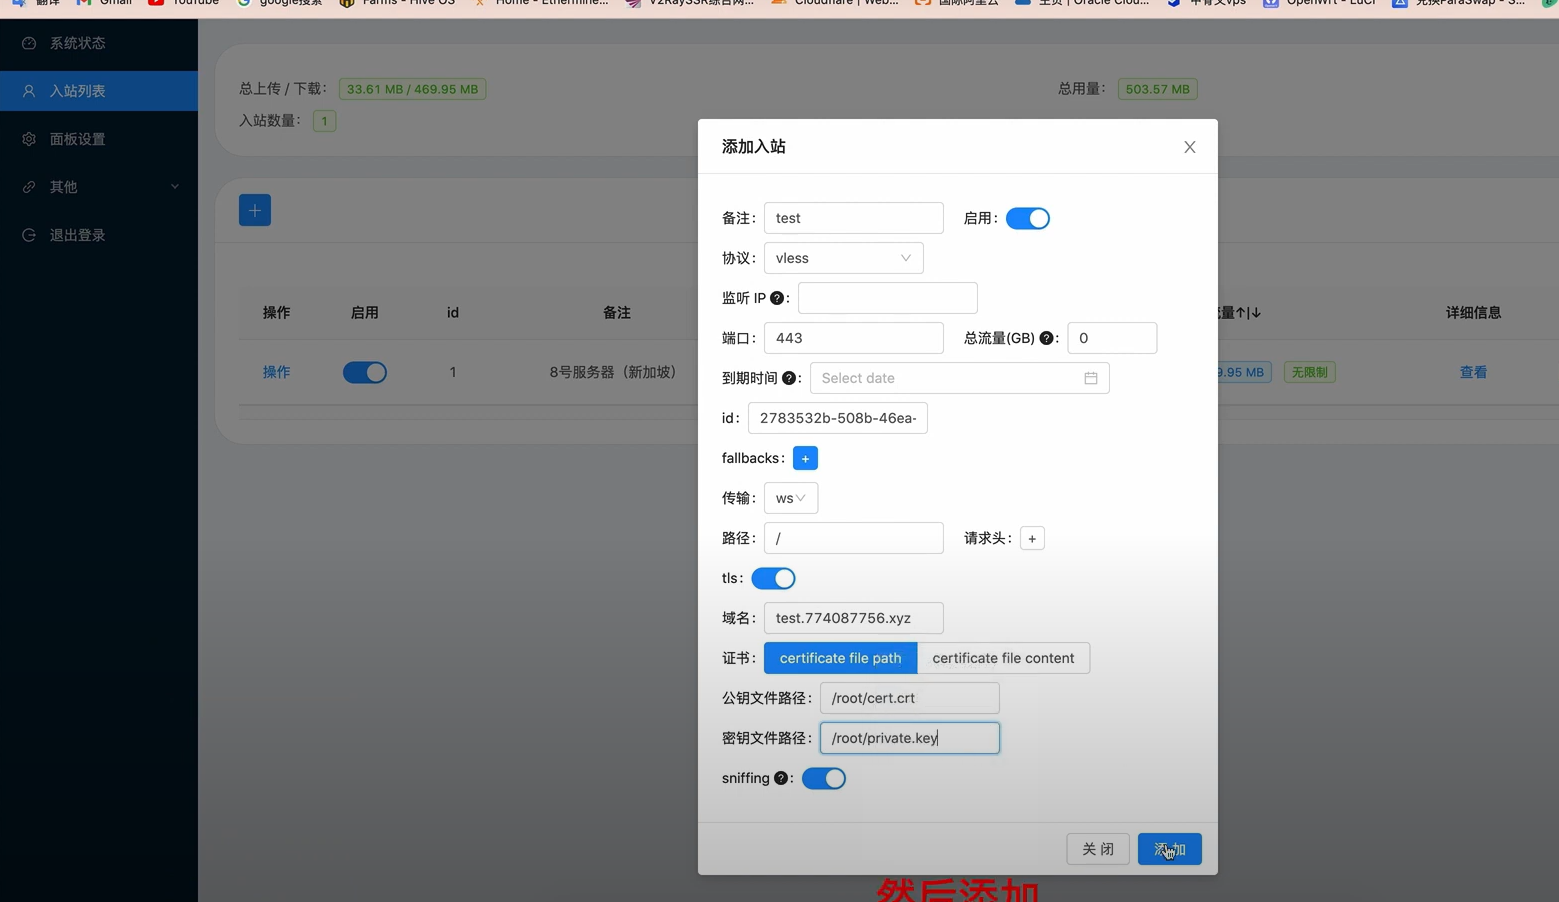 翻译 Gmail YouTube google搜索 Farms - Hive OS Home - Ethermine... V2RaySSR综合网... Cloudflare | Web... 国际阿里云 主页 | Oracle Clou... 甲骨文vps OpenWrt - LuCI 兑换ParaSwap - S...
系统状态
入站列表
面板设置
其他
退出登录
总上传 / 下载: 33.61 MB / 469.95 MB
总用量: 503.57 MB
入站数量: 1
+
操作 启用 id 备注 流量↑|↓ 详细信息
操作 1 8号服务器（新加坡） 9.95 MB 无限制 查看
添加入站
备注: test 启用:
协议: vless
监听 IP ?:
端口: 443 总流量(GB) ?: 0
到期时间 ?: Select date
id: 2783532b-508b-46ea-
fallbacks: +
传输: ws
路径: / 请求头: +
tls:
域名: test.774087756.xyz
证书: certificate file path certificate file content
公钥文件路径: /root/cert.crt
密钥文件路径: /root/private.key
sniffing ?:
关 闭 添 加
然后添加